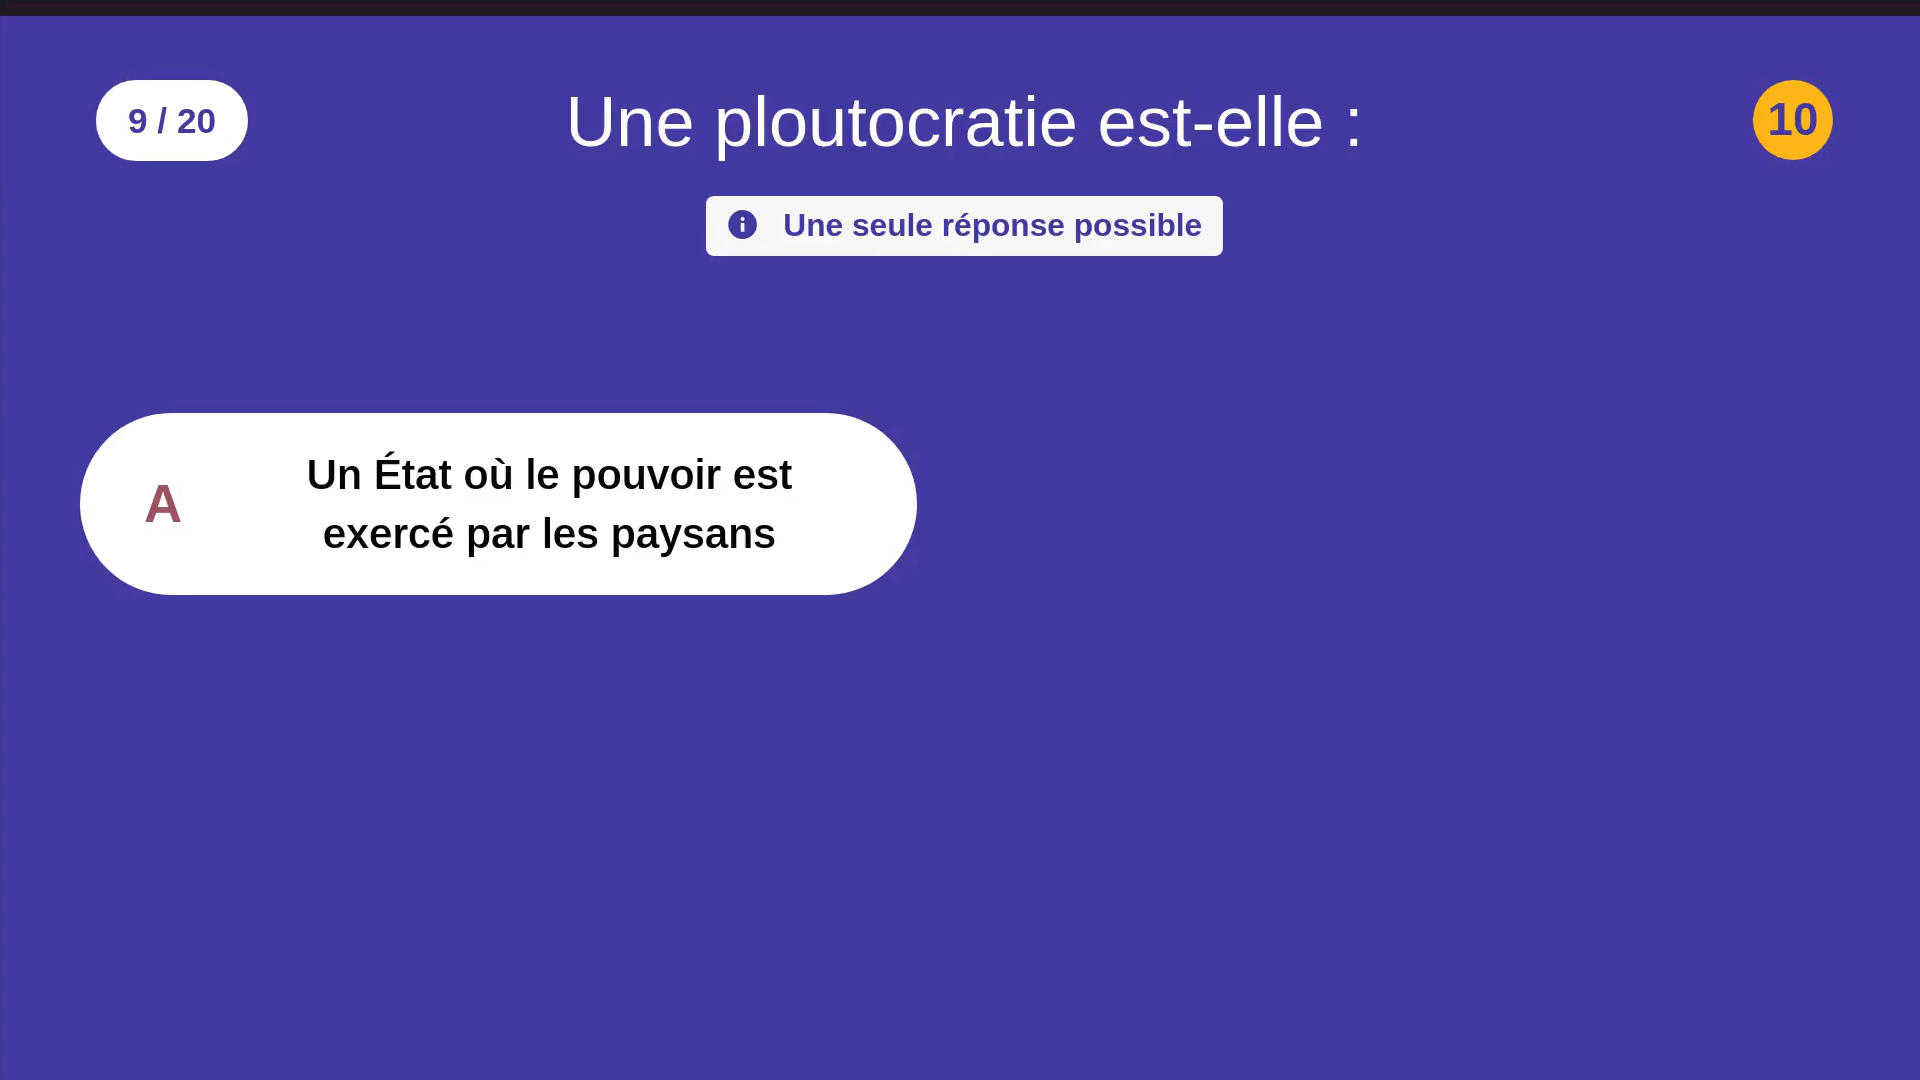 9 / 20
Une ploutocratie est-elle :
10
Une seule réponse possible
A
Un État où le pouvoir est
exercé par les paysans